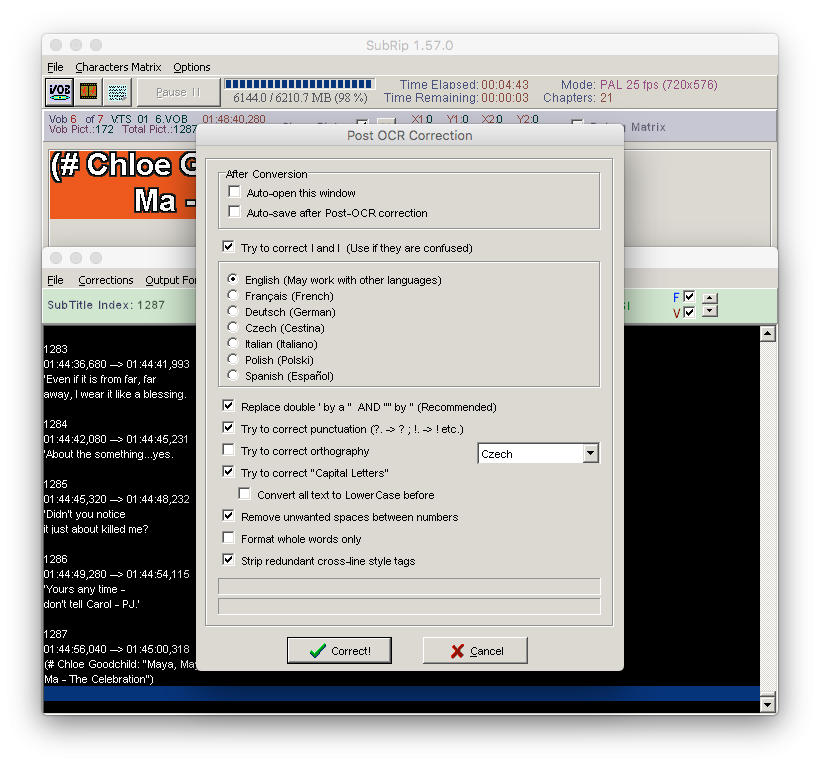 SubRip 1.57.0
File Characters Matrix Options
VOB
Pause II
6144.0 / 6210.7 MB (98 %)
Time Elapsed: 00:04:43
Time Remaining: 00:00:03
Mode: PAL 25 fps (720x576)
Chapters: 21
Vob 6 of 7 VTS_01_6.VOB 01:48:40,280
Vob Pict.:172 Total Pict.:1287
X1:0 Y1:0 X2:0 Y2:0
Matrix
(# Chloe G
Ma -
File Corrections Output For
SubTitle Index: 1287
F
V
1283
01:44:36,680 --> 01:44:41,993
'Even if it is from far, far
away, I wear it like a blessing.
1284
01:44:42,080 --> 01:44:45,231
'About the something...yes.
1285
01:44:45,320 --> 01:44:48,232
'Didn't you notice
it just about killed me?
1286
01:44:49,280 --> 01:44:54,115
'Yours any time -
don't tell Carol - PJ.'
1287
01:44:56,040 --> 01:45:00,318
(# Chloe Goodchild: "Maya, May
Ma - The Celebration")
Post OCR Correction
After Conversion
Auto-open this window
Auto-save after Post-OCR correction
Try to correct I and l (Use if they are confused)
English (May work with other languages)
Français (French)
Deutsch (German)
Czech (Cestina)
Italian (Italiano)
Polish (Polski)
Spanish (Español)
Replace double ' by a " AND "" by " (Recommended)
Try to correct punctuation (?. -> ? ; !. -> ! etc.)
Try to correct orthography
Czech
Try to correct "Capital Letters"
Convert all text to LowerCase before
Remove unwanted spaces between numbers
Format whole words only
Strip redundant cross-line style tags
Correct!
Cancel